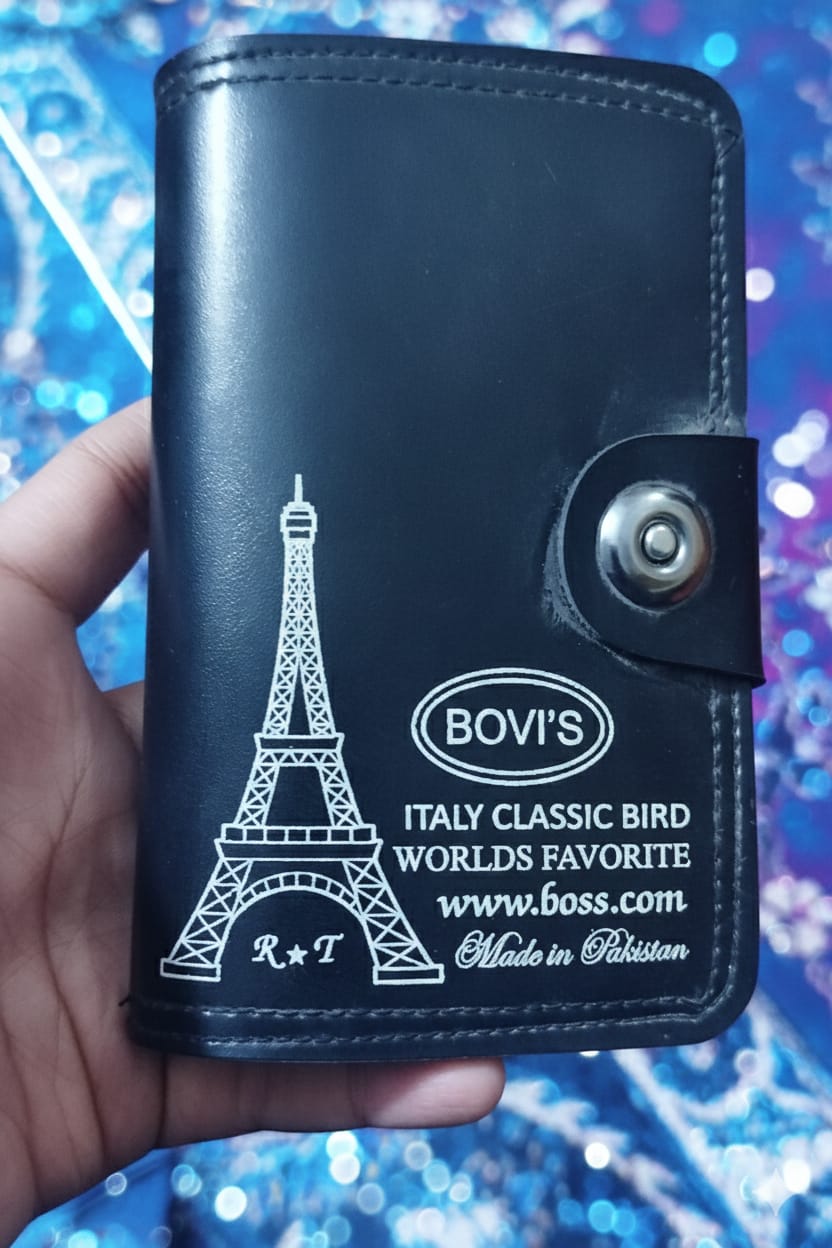 BOVI'S
ITALY CLASSIC BIRD
WORLDS FAVORITE
www.boss.com
Made in Pakistan
R★T